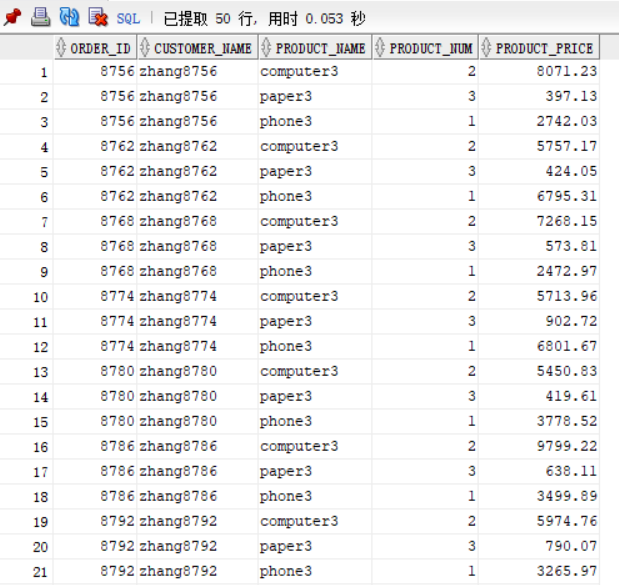 SQL | 已提取 50 行, 用时 0.053 秒
ORDER_ID CUSTOMER_NAME PRODUCT_NAME PRODUCT_NUM PRODUCT_PRICE
1 8756 zhang8756 computer3 2 8071.23
2 8756 zhang8756 paper3 3 397.13
3 8756 zhang8756 phone3 1 2742.03
4 8762 zhang8762 computer3 2 5757.17
5 8762 zhang8762 paper3 3 424.05
6 8762 zhang8762 phone3 1 6795.31
7 8768 zhang8768 computer3 2 7268.15
8 8768 zhang8768 paper3 3 573.81
9 8768 zhang8768 phone3 1 2472.97
10 8774 zhang8774 computer3 2 5713.96
11 8774 zhang8774 paper3 3 902.72
12 8774 zhang8774 phone3 1 6801.67
13 8780 zhang8780 computer3 2 5450.83
14 8780 zhang8780 paper3 3 419.61
15 8780 zhang8780 phone3 1 3778.52
16 8786 zhang8786 computer3 2 9799.22
17 8786 zhang8786 paper3 3 638.11
18 8786 zhang8786 phone3 1 3499.89
19 8792 zhang8792 computer3 2 5974.76
20 8792 zhang8792 paper3 3 790.07
21 8792 zhang8792 phone3 1 3265.97